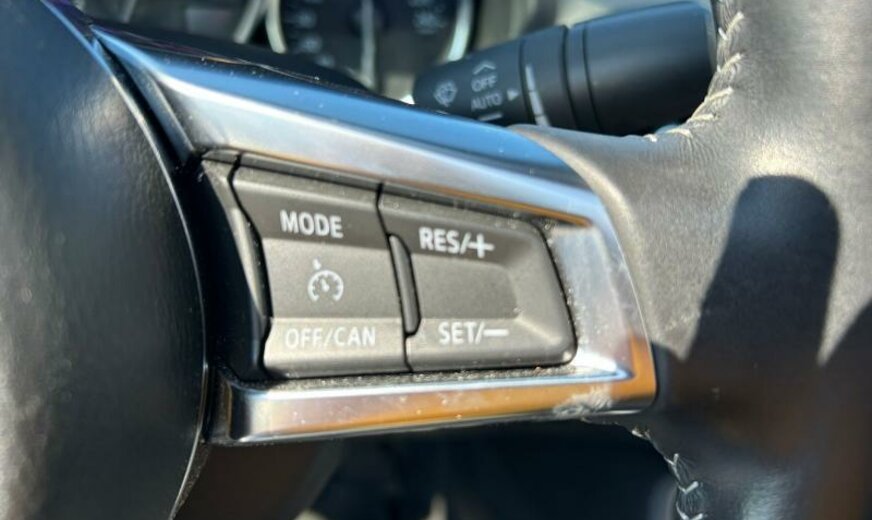 OFF
AUTO
MODE
RES/+
OFF/CAN
SET/−